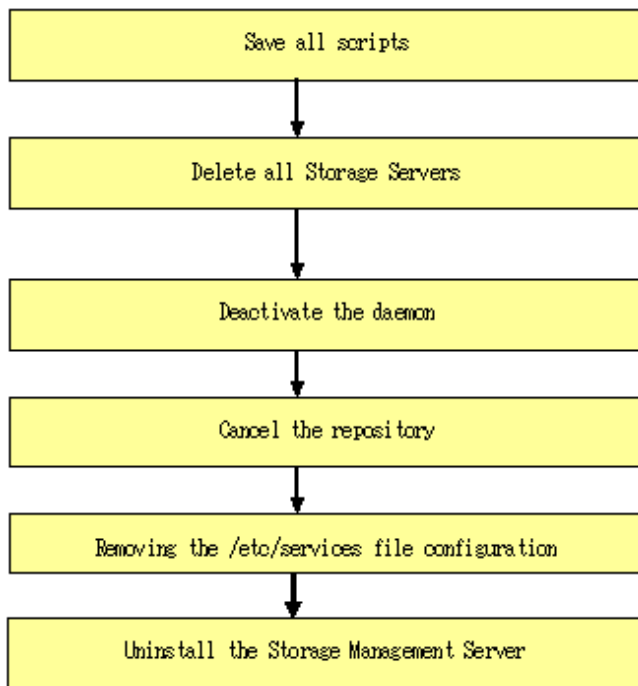 Save all scripts
Delete all Storage Servers
Deactivate the daemon
Cancel the repository
Removing the /etc/services file configuration
Uninstall the Storage Management Server